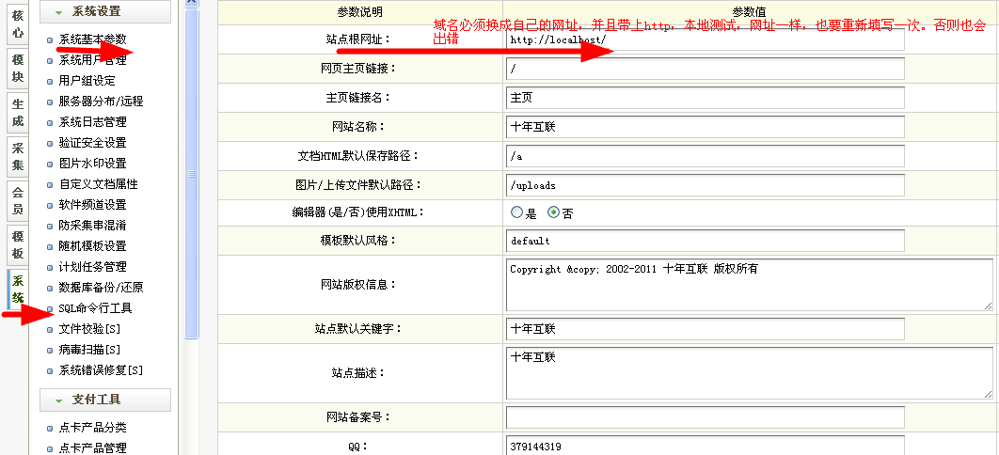 核心
模块
生成
采集
会员
模板
系统
系统设置
系统基本参数
系统用户管理
用户组设定
服务器分布/远程
系统日志管理
验证安全设置
图片水印设置
自定义文档属性
软件频道设置
防采集串混淆
随机模板设置
计划任务管理
数据库备份/还原
SQL命令行工具
文件校验[S]
病毒扫描[S]
系统错误修复[S]
支付工具
点卡产品分类
点卡产品管理
参数说明 参数值
域名必须换成自己的网址，并且带上http，本地测试，网址一样，也要重新填写一次。否则也会
出错
站点根网址： http://localhost/
网页主页链接： /
主页链接名： 主页
网站名称： 十年互联
文档HTML默认保存路径： /a
图片/上传文件默认路径： /uploads
编辑器(是/否)使用XHTML： 是 否
模板默认风格： default
网站版权信息： Copyright &copy; 2002-2011 十年互联 版权所有
站点默认关键字： 十年互联
站点描述： 十年互联
网站备案号：
QQ： 379144319